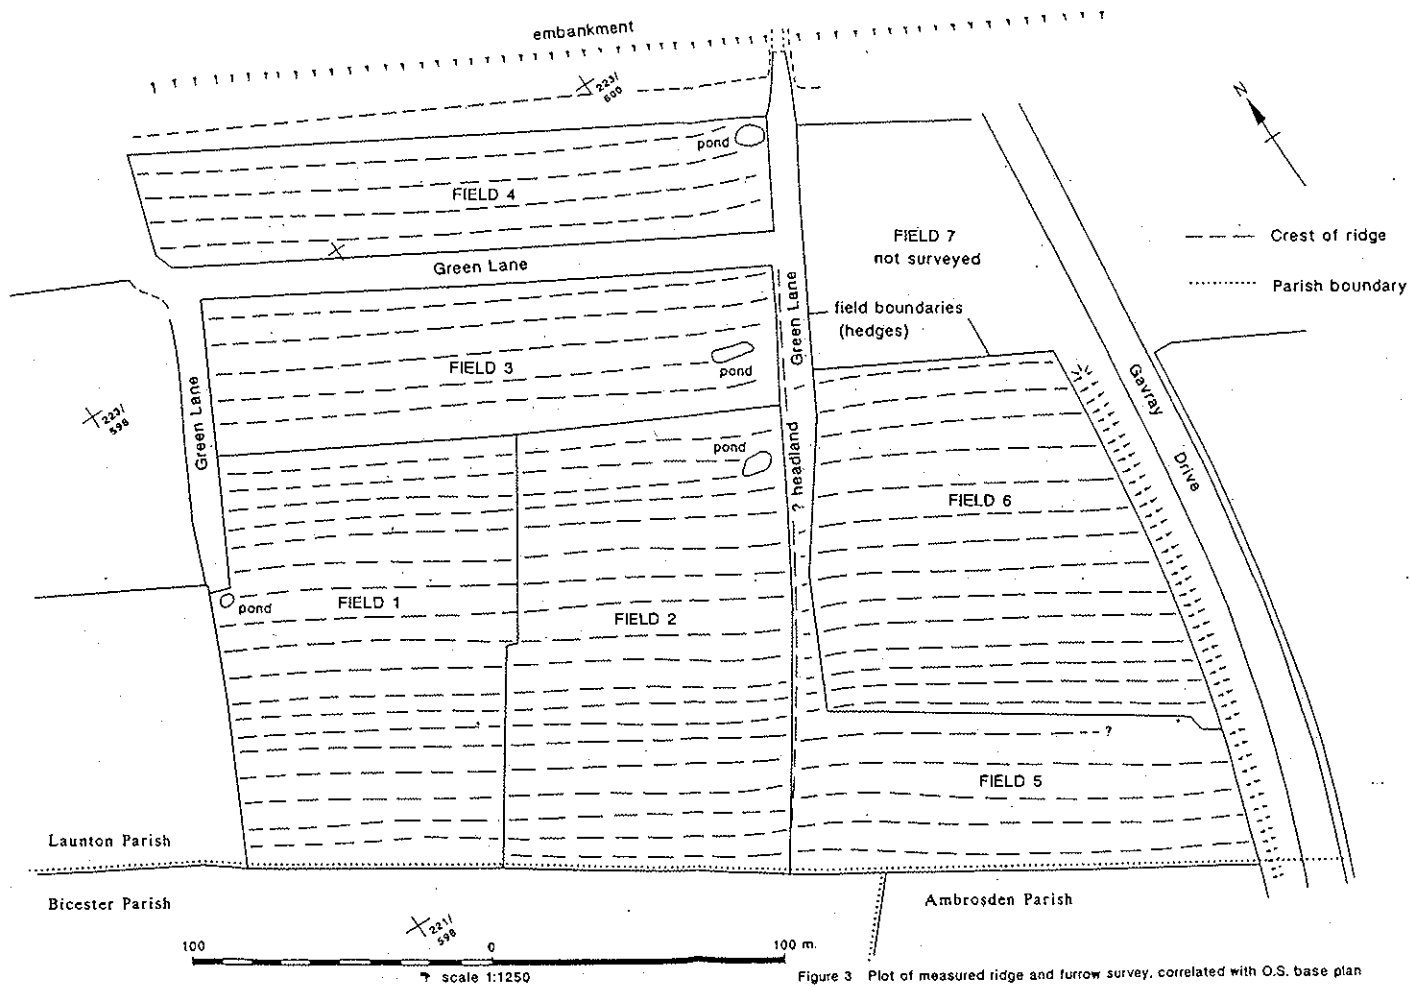 embankment
223/
600
N
pond
FIELD 4
FIELD 7
not surveyed
Crest of ridge
Green Lane
Parish boundary
Green Lane
field boundaries
(hedges)
FIELD 3
pond
Gavray
Drive
223/
598
Green Lane
pond
? headland
FIELD 6
pond
FIELD 1
FIELD 2
?
FIELD 5
Launton Parish
Bicester Parish
Ambrosden Parish
221/
598
100 0 100 m.
scale 1:1250
Figure 3 Plot of measured ridge and furrow survey, correlated with O.S. base plan